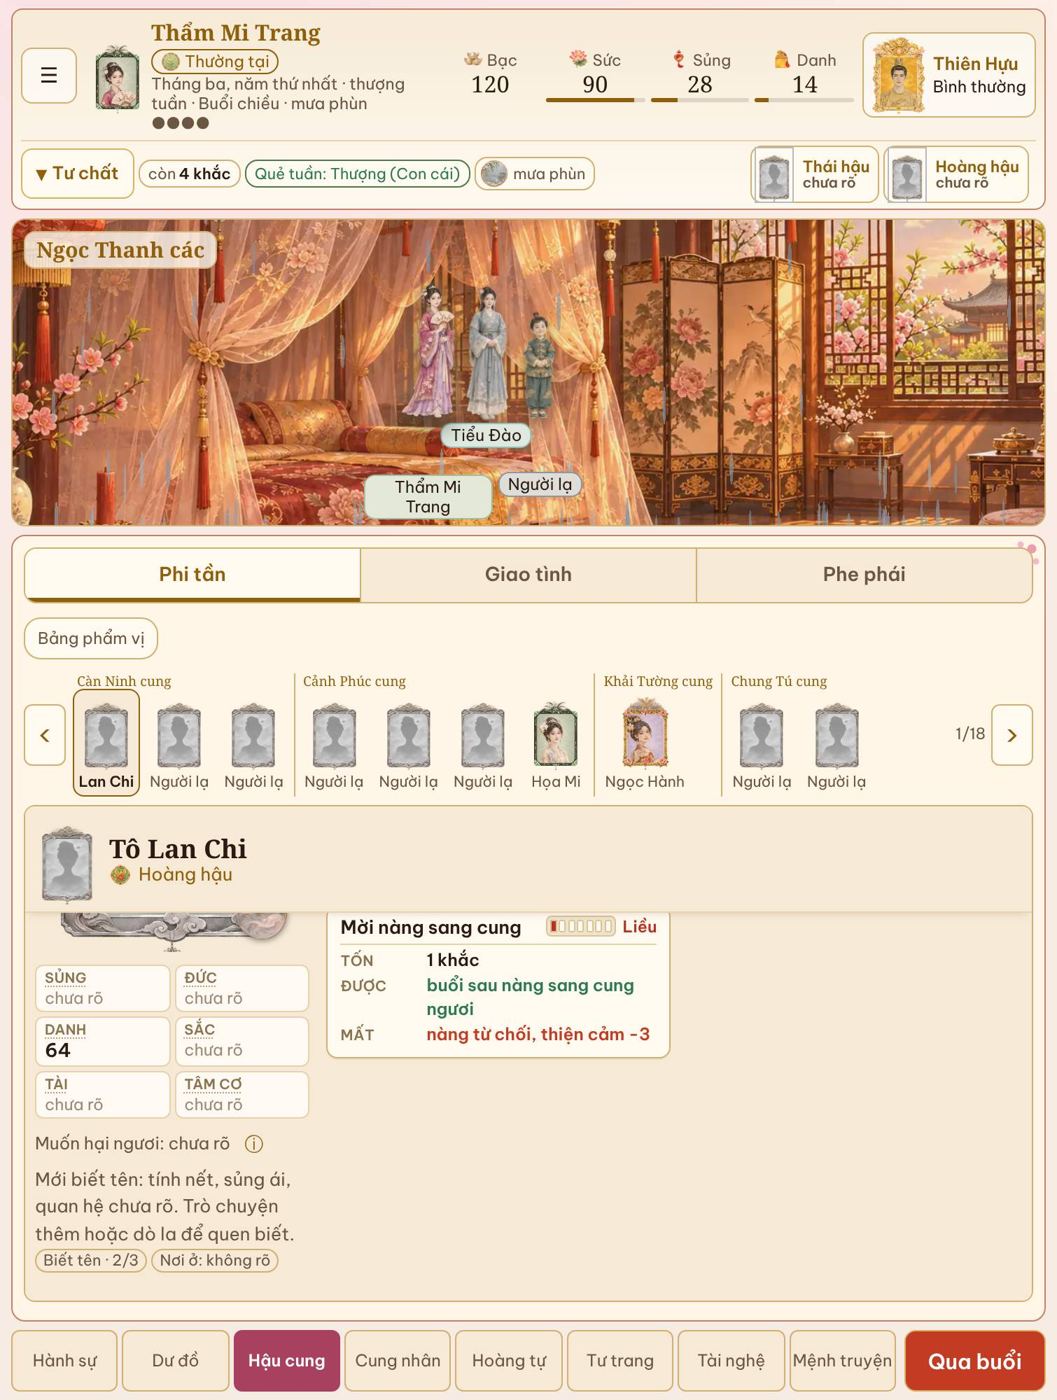 ☰
Thẩm Mi Trang
Thường tại
Tháng ba, năm thứ nhất · thượng
tuần · Buổi chiều · mưa phùn
Bạc
120
Sức
90
Sủng
28
Danh
14
Thiên Hựu
Bình thường
▼ Tư chất
còn 4 khắc
Quẻ tuần: Thượng (Con cái)
mưa phùn
Thái hậu
chưa rõ
Hoàng hậu
chưa rõ
Ngọc Thanh các
Tiểu Đào
Thẩm Mi
Trang
Người lạ
Phi tần
Giao tình
Phe phái
Bảng phẩm vị
Càn Ninh cung
Cảnh Phúc cung
Khải Tường cung
Chung Tú cung
<
Lan Chi
Người lạ
Người lạ
Người lạ
Người lạ
Người lạ
Họa Mi
Ngọc Hành
Người lạ
Người lạ
1/18
>
Tô Lan Chi
Hoàng hậu
Mời nàng sang cung
Liều
TỐN
1 khắc
ĐƯỢC
buổi sau nàng sang cung
ngươi
MẤT
nàng từ chối, thiện cảm -3
SỦNG
chưa rõ
ĐỨC
chưa rõ
DANH
64
SẮC
chưa rõ
TÀI
chưa rõ
TÂM CƠ
chưa rõ
Muốn hại ngươi: chưa rõ ⓘ
Mới biết tên: tính nết, sủng ái,
quan hệ chưa rõ. Trò chuyện
thêm hoặc dò la để quen biết.
Biết tên · 2/3
Nơi ở: không rõ
Hành sự
Dư đồ
Hậu cung
Cung nhân
Hoàng tự
Tư trang
Tài nghệ
Mệnh truyện
Qua buổi